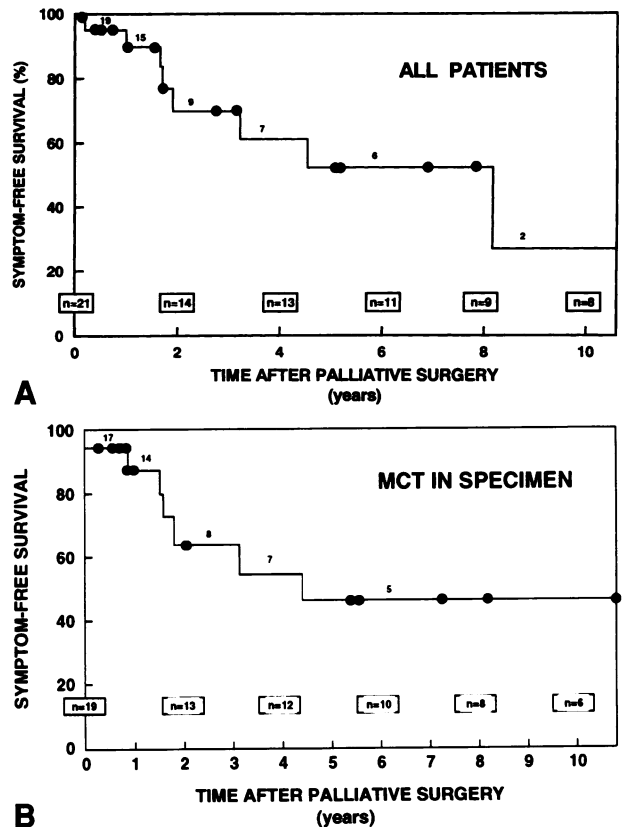 100
80
60
40
20
0
SYMPTOM-FREE SURVIVAL (%)
ALL PATIENTS
19
15
9
7
6
2
n=21
n=14
n=13
n=11
n=9
n=8
0 2 4 6 8 10
TIME AFTER PALLIATIVE SURGERY
(years)
A
100
80
60
40
20
0
SYMPTOM-FREE SURVIVAL
MCT IN SPECIMEN
17
14
8
7
5
n=19
n=13
n=12
n=10
n=8
n=6
0 1 2 3 4 5 6 7 8 9 10
TIME AFTER PALLIATIVE SURGERY
(years)
B